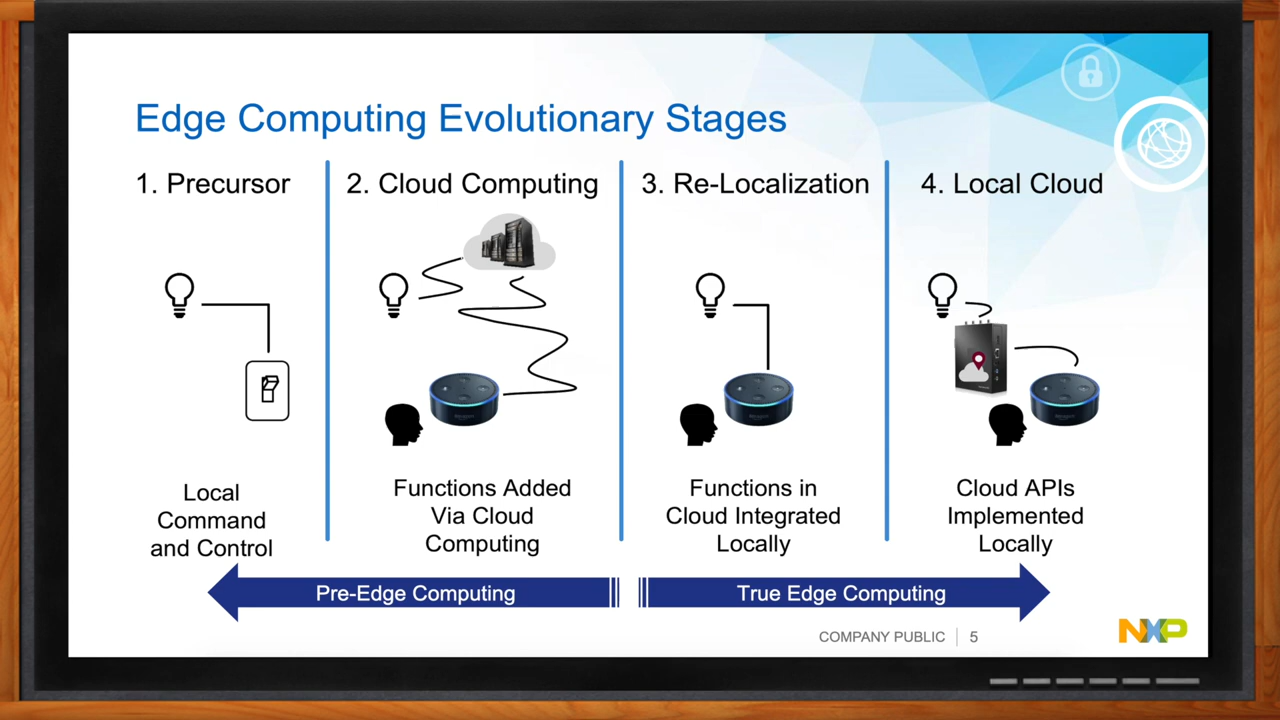 Edge Computing Evolutionary Stages
1. Precursor
2. Cloud Computing
3. Re-Localization
4. Local Cloud
Local
Command
and Control
Functions Added
Via Cloud
Computing
Functions in
Cloud Integrated
Locally
Cloud APIs
Implemented
Locally
Pre-Edge Computing
True Edge Computing
COMPANY PUBLIC
5
NXP